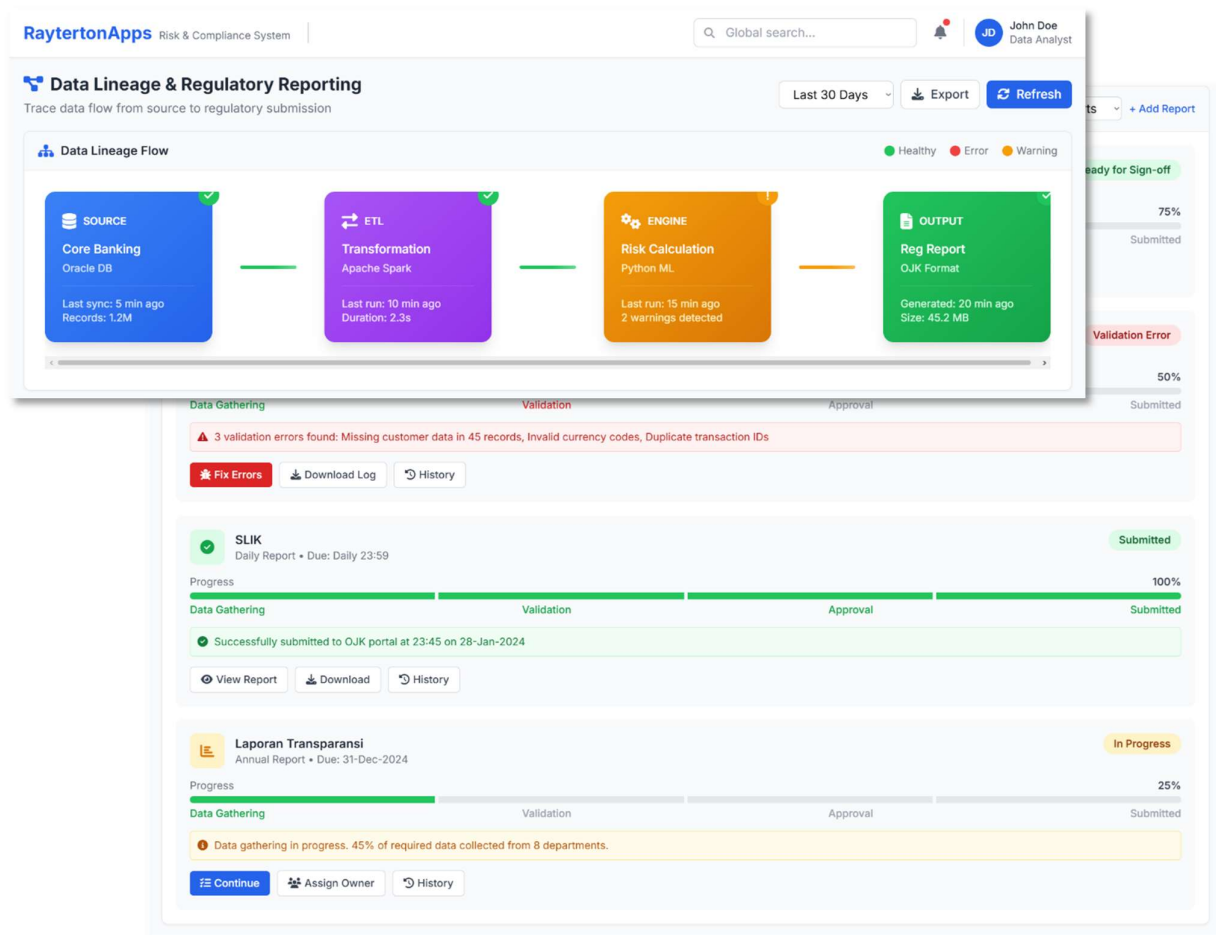 RaytertonApps Risk & Compliance System
Global search...
JD
John Doe
Data Analyst
Data Lineage & Regulatory Reporting
Trace data flow from source to regulatory submission
Last 30 Days
Export
Refresh
Data Lineage Flow
Healthy
Error
Warning
SOURCE
Core Banking
Oracle DB
Last sync: 5 min ago
Records: 1.2M
ETL
Transformation
Apache Spark
Last run: 10 min ago
Duration: 2.3s
ENGINE
Risk Calculation
Python ML
Last run: 15 min ago
2 warnings detected
OUTPUT
Reg Report
OJK Format
Generated: 20 min ago
Size: 45.2 MB
+ Add Report
for Sign-off
75%
Submitted
Validation Error
50%
Data Gathering
Validation
Approval
Submitted
3 validation errors found: Missing customer data in 45 records, Invalid currency codes, Duplicate transaction IDs
Fix Errors
Download Log
History
SLIK
Daily Report • Due: Daily 23:59
Submitted
Progress
100%
Data Gathering
Validation
Approval
Submitted
Successfully submitted to OJK portal at 23:45 on 28-Jan-2024
View Report
Download
History
Laporan Transparansi
Annual Report • Due: 31-Dec-2024
In Progress
Progress
25%
Data Gathering
Validation
Approval
Submitted
Data gathering in progress. 45% of required data collected from 8 departments.
Continue
Assign Owner
History